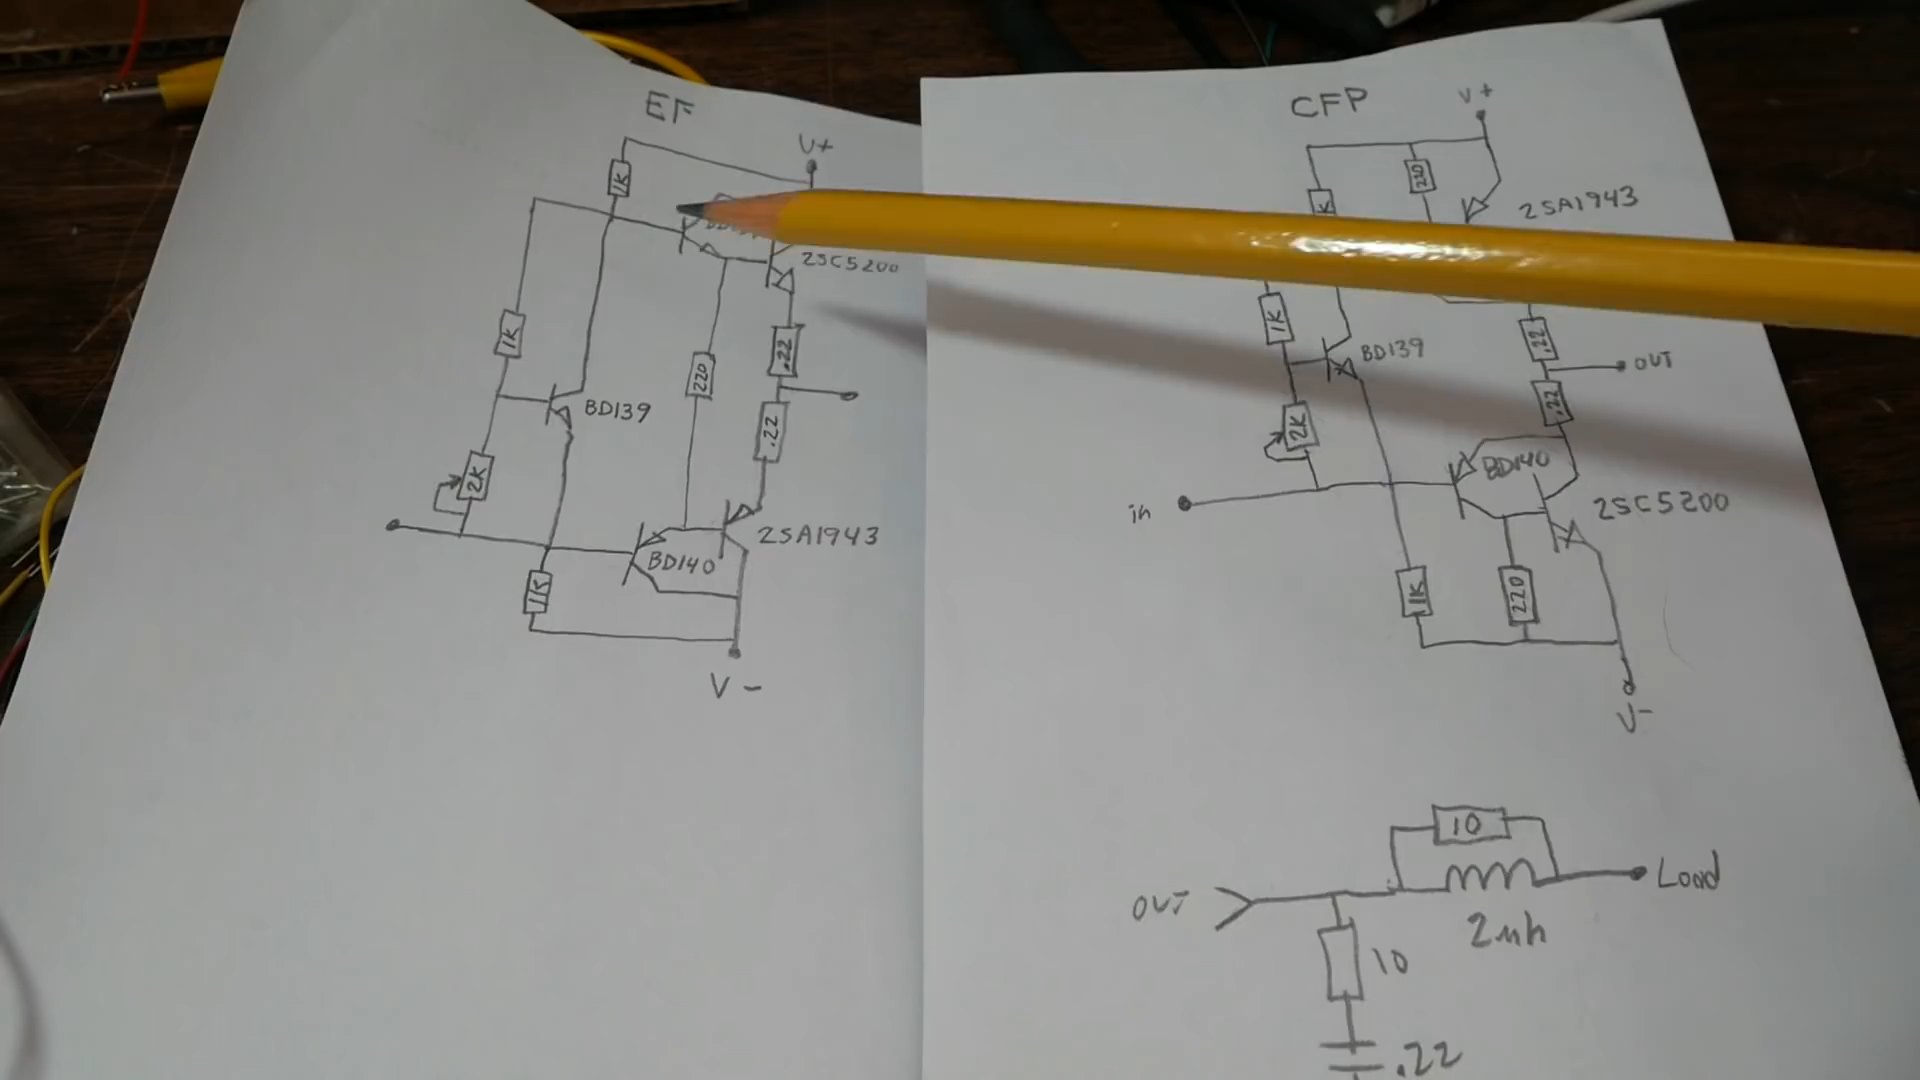 EF
V+
1K
2SC5200
1K
.22
220
BD139
.22
2K
2SA1943
BD140
1K
V-
CFP
V+
220
2SA1943
K
1K
BD139
.22
OUT
.22
2K
BD140
in
2SC5200
1K
220
V-
10
OUT
Load
2uh
10
.22